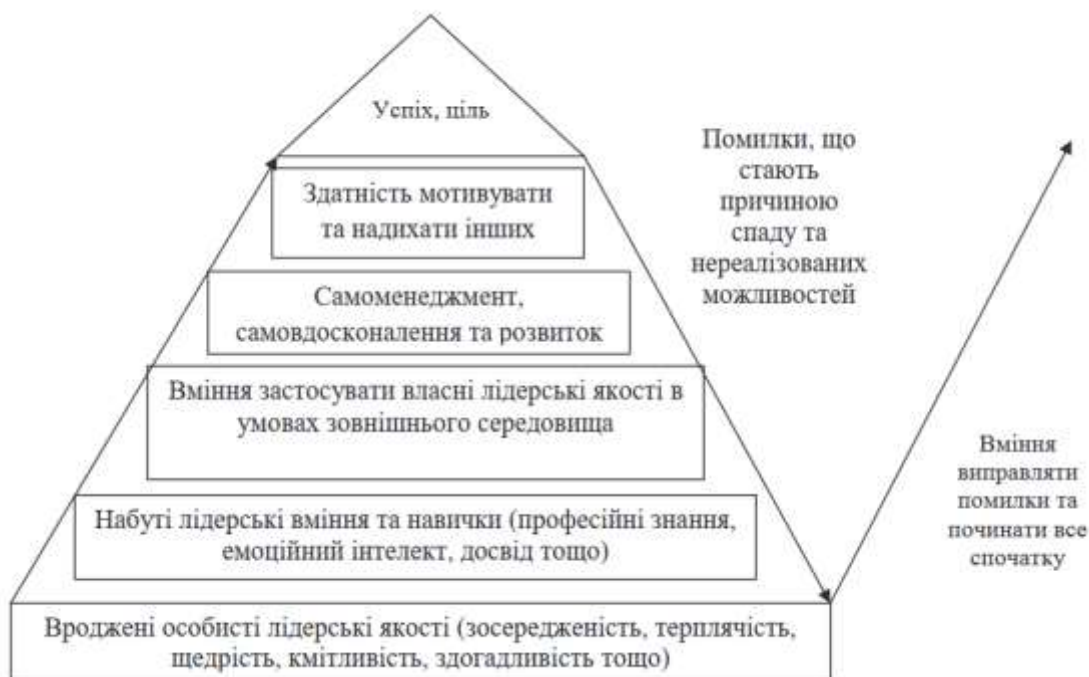 Успіх, ціль
Здатність мотивувати
та надихати інших
Самоменеджмент,
самовдосконалення та розвиток
Вміння застосувати власні лідерські якості в
умовах зовнішнього середовища
Набуті лідерські вміння та навички (професійні знання,
емоційний інтелект, досвід тощо)
Вроджені особисті лідерські якості (зосередженість, терплячість,
щедрість, кмітливість, здогадливість тощо)
Помилки, що
стають
причиною
спаду та
нереалізованих
можливостей
Вміння
виправляти
помилки та
починати все
спочатку